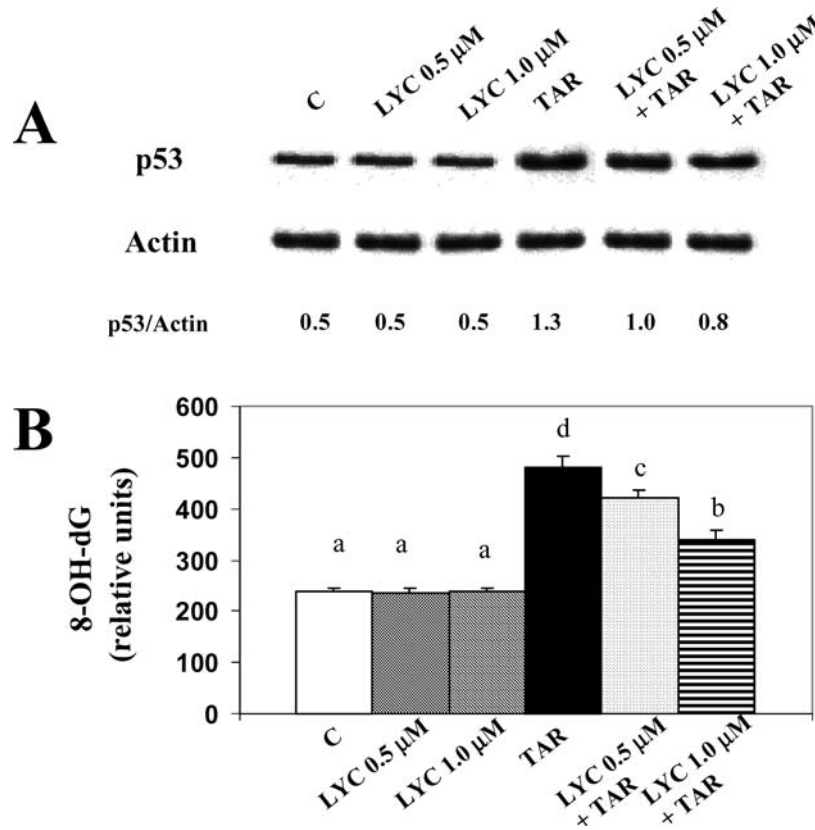 C
LYC 0.5 µM
LYC 1.0 µM
TAR
LYC 0.5 µM
+ TAR
LYC 1.0 µM
+ TAR
A
p53
Actin
p53/Actin 0.5 0.5 0.5 1.3 1.0 0.8
B
8-OH-dG
(relative units)
600
500
400
300
200
100
0
a a a d c b
C
LYC 0.5 µM
LYC 1.0 µM
TAR
LYC 0.5 µM
+ TAR
LYC 1.0 µM
+ TAR